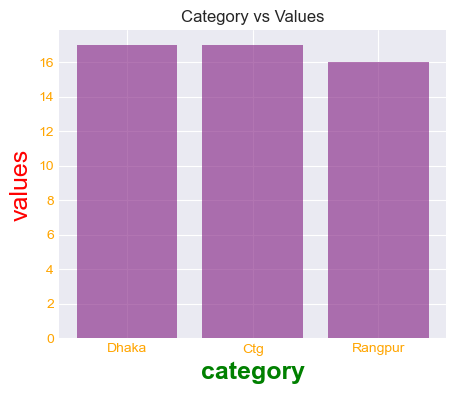 Category vs Values
values
16
14
12
10
8
6
4
2
0
Dhaka Ctg Rangpur
category